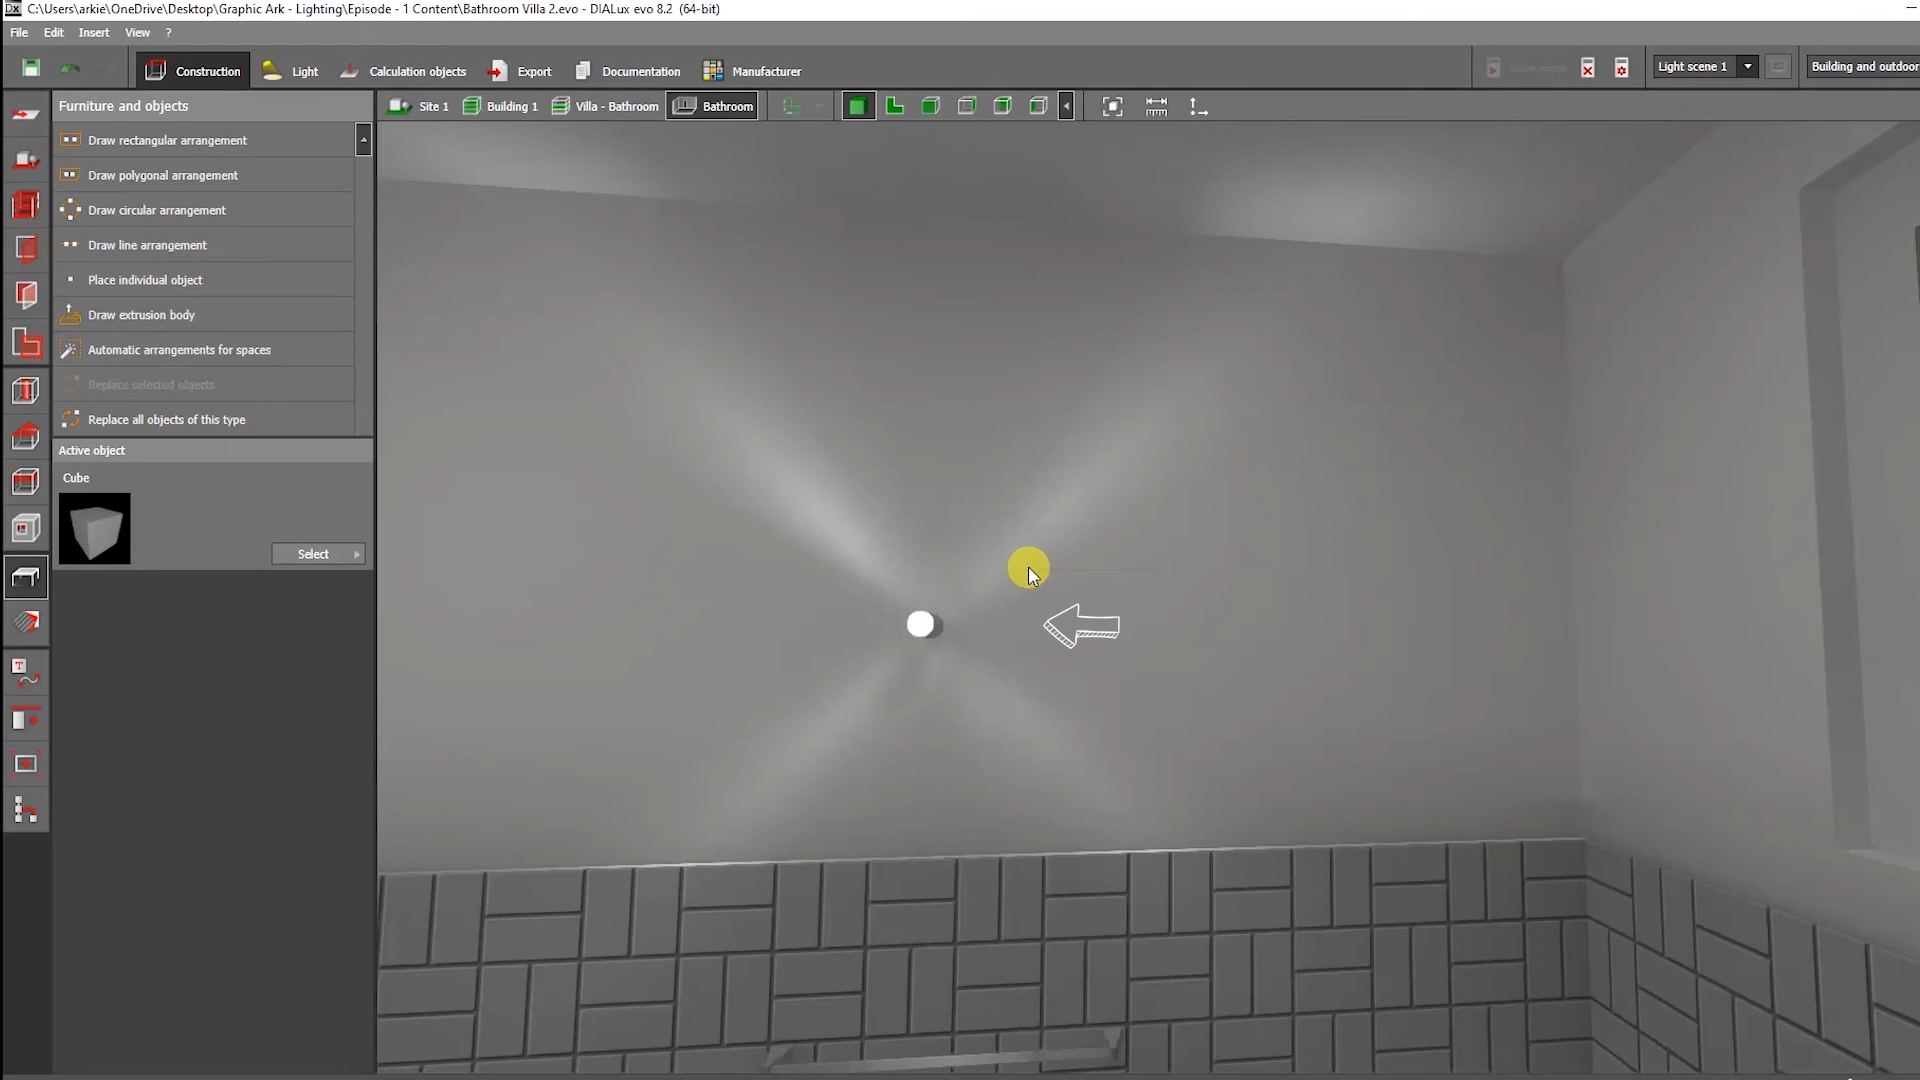 C:\Users\arkie\OneDrive\Desktop\Graphic Ark - Lighting\Episode - 1 Content\Bathroom Villa 2.evo - DIALux evo 8.2 (64-bit)
File Edit Insert View ?
Construction Light Calculation objects Export Documentation Manufacturer Light scene 1 Building and outdoor
Furniture and objects Site 1 Building 1 Villa - Bathroom Bathroom
Draw rectangular arrangement
Draw polygonal arrangement
Draw circular arrangement
Draw line arrangement
Place individual object
Draw extrusion body
Automatic arrangements for spaces
Replace selected objects
Replace all objects of this type
Active object
Cube
Select